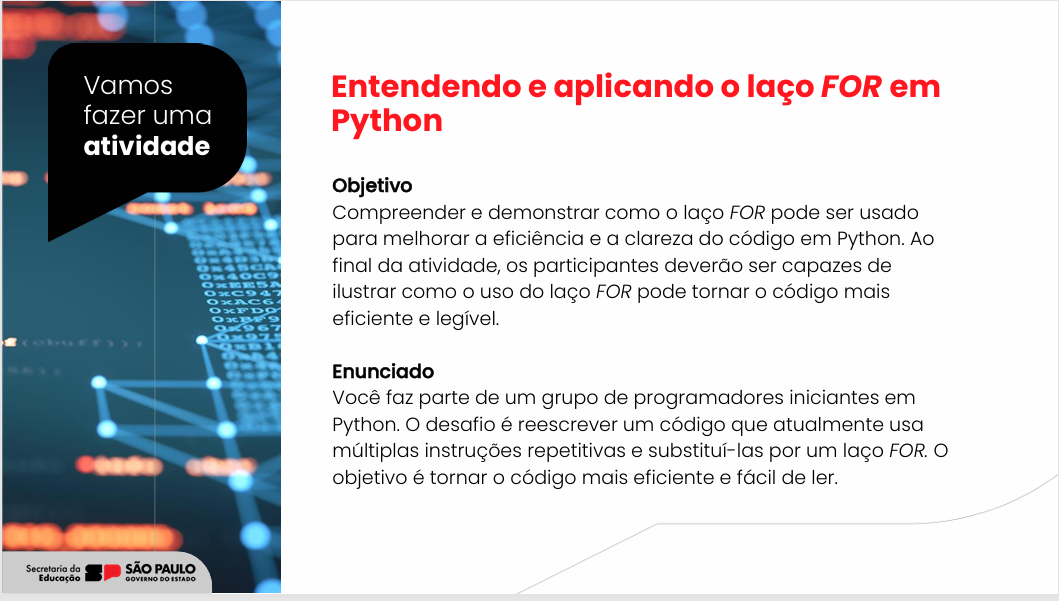 Vamos
fazer uma
atividade
Entendendo e aplicando o laço FOR em
Python
Objetivo
Compreender e demonstrar como o laço FOR pode ser usado
para melhorar a eficiência e a clareza do código em Python. Ao
final da atividade, os participantes deverão ser capazes de
ilustrar como o uso do laço FOR pode tornar o código mais
eficiente e legível.
Enunciado
Você faz parte de um grupo de programadores iniciantes em
Python. O desafio é reescrever um código que atualmente usa
múltiplas instruções repetitivas e substituí-las por um laço FOR. O
objetivo é tornar o código mais eficiente e fácil de ler.
Secretaria da
Educação
SÃO PAULO
GOVERNO DO ESTADO